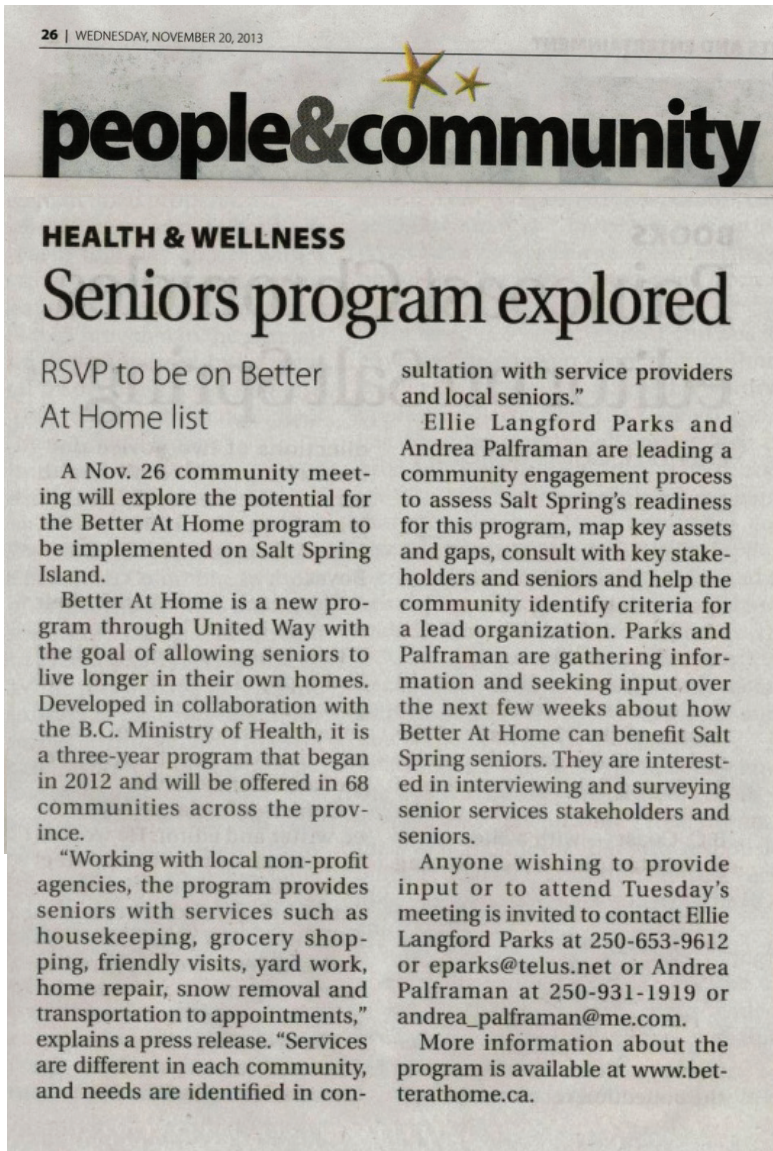 26 | WEDNESDAY, NOVEMBER 20, 2013
people&community
HEALTH & WELLNESS
Seniors program explored
RSVP to be on Better
At Home list
A Nov. 26 community meet-
ing will explore the potential for
the Better At Home program to
be implemented on Salt Spring
Island.
Better At Home is a new pro-
gram through United Way with
the goal of allowing seniors to
live longer in their own homes.
Developed in collaboration with
the B.C. Ministry of Health, it is
a three-year program that began
in 2012 and will be offered in 68
communities across the prov-
ince.
“Working with local non-profit
agencies, the program provides
seniors with services such as
housekeeping, grocery shop-
ping, friendly visits, yard work,
home repair, snow removal and
transportation to appointments,”
explains a press release. “Services
are different in each community,
and needs are identified in con-
sultation with service providers
and local seniors.”
Ellie Langford Parks and
Andrea Palframan are leading a
community engagement process
to assess Salt Spring’s readiness
for this program, map key assets
and gaps, consult with key stake-
holders and seniors and help the
community identify criteria for
a lead organization. Parks and
Palframan are gathering infor-
mation and seeking input over
the next few weeks about how
Better At Home can benefit Salt
Spring seniors. They are interest-
ed in interviewing and surveying
senior services stakeholders and
seniors.
Anyone wishing to provide
input or to attend Tuesday’s
meeting is invited to contact Ellie
Langford Parks at 250-653-9612
or eparks@telus.net or Andrea
Palframan at 250-931-1919 or
andrea_palframan@me.com.
More information about the
program is available at www.bet-
terathome.ca.